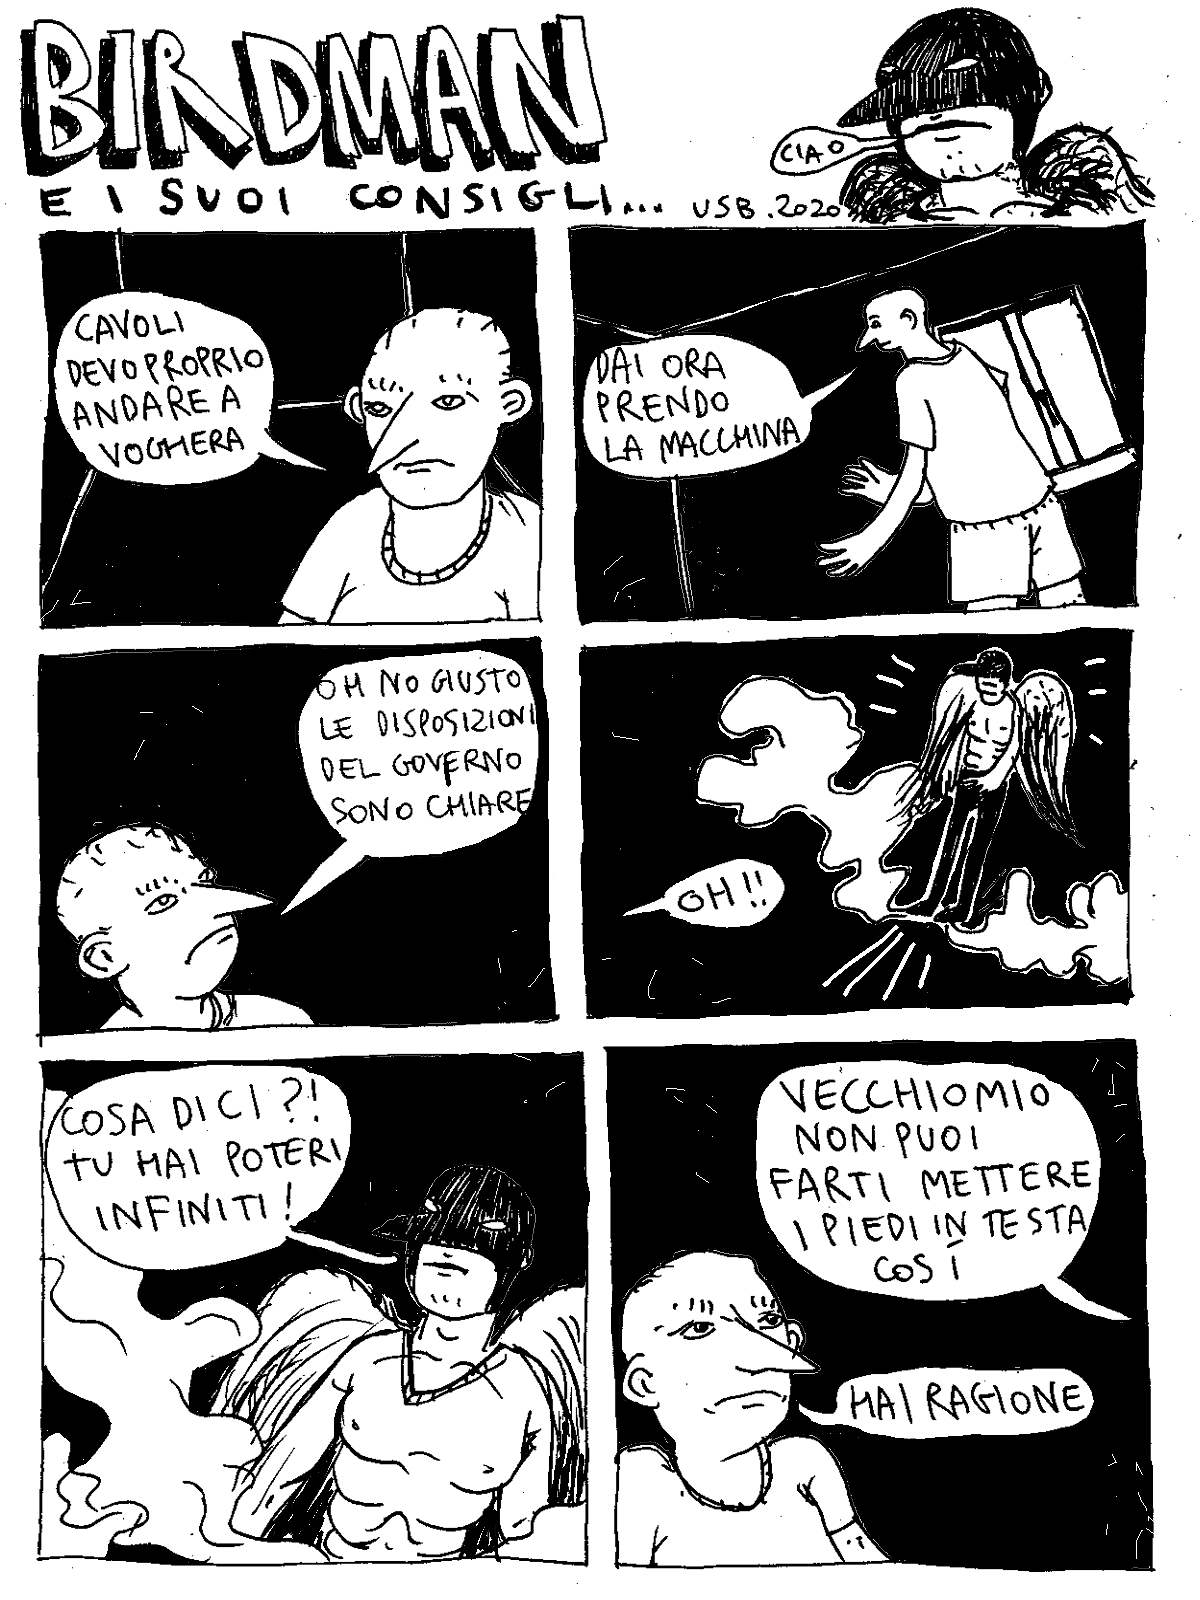 BIRDMAN
E I SUOI CONSIGLI... USB.2020
CIAO
CAVOLI
DEVO PROPRIO
ANDARE A
VOGHERA
DAI ORA
PRENDO
LA MACCHINA
OH NO GIUSTO
LE DISPOSIZIONI
DEL GOVERNO
SONO CHIARE
OH!!
COSA DICI?!
TU HAI POTERI
INFINITI!
VECCHIO MIO
NON PUOI
FARTI METTERE
I PIEDI IN TESTA
COSÍ
HAI RAGIONE